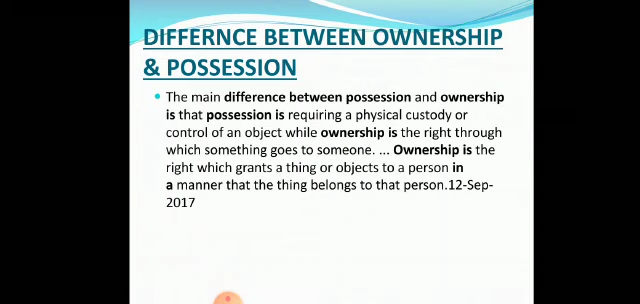 DIFFERNCE BETWEEN OWNERSHIP
& POSSESSION
• The main difference between possession and ownership
is that possession is requiring a physical custody or
control of an object while ownership is the right through
which something goes to someone. ... Ownership is the
right which grants a thing or objects to a person in
a manner that the thing belongs to that person.12-Sep-
2017